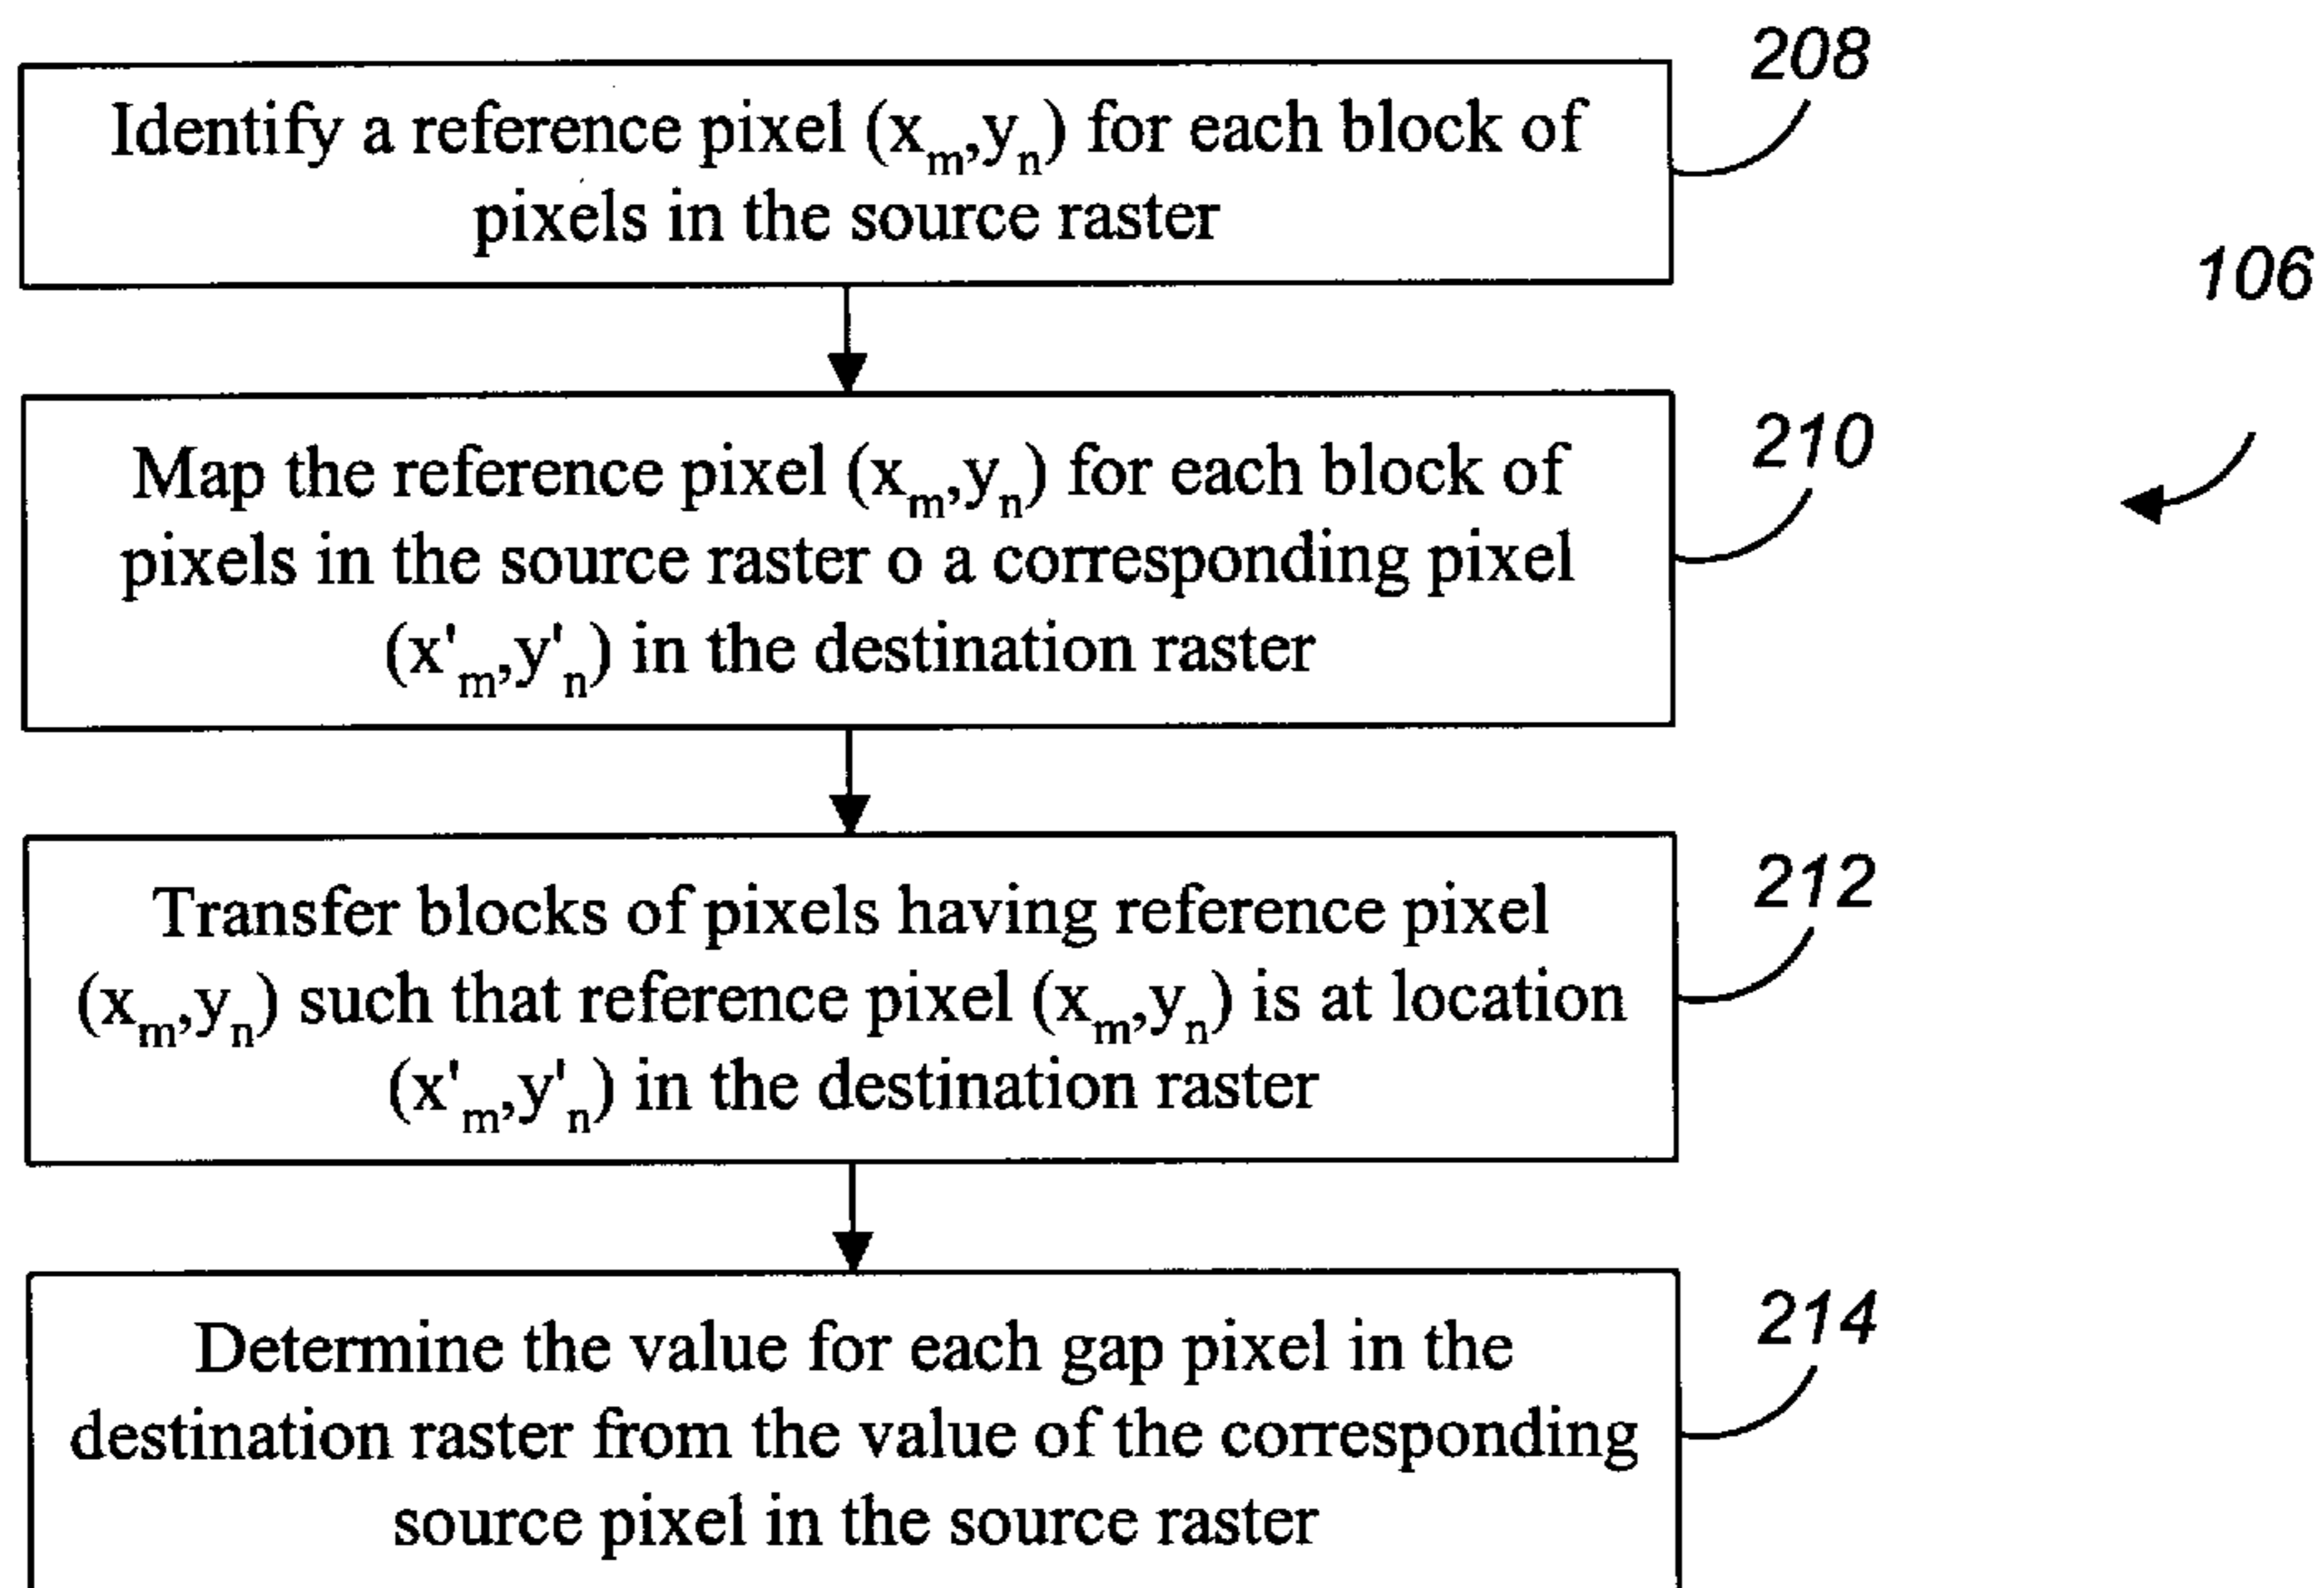 208
Identify a reference pixel (xm,yn) for each block of
pixels in the source raster
106
210
Map the reference pixel (xm,yn) for each block of
pixels in the source raster o a corresponding pixel
(x'm,y'n) in the destination raster
212
Transfer blocks of pixels having reference pixel
(xm,yn) such that reference pixel (xm,yn) is at location
(x'm,y'n) in the destination raster
214
Determine the value for each gap pixel in the
destination raster from the value of the corresponding
source pixel in the source raster